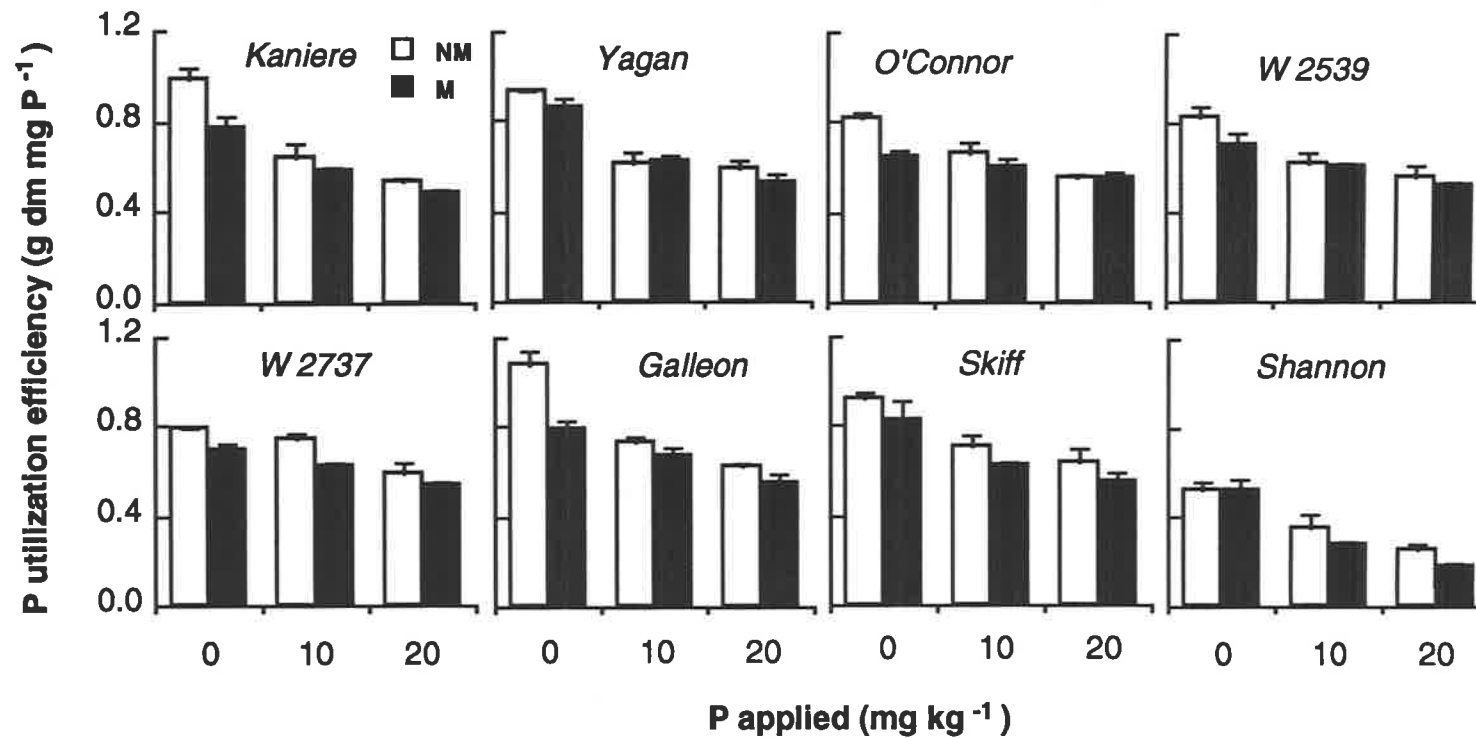 P utilization efficiency (g dm mg P -1)
1.2
0.8
0.4
0.0
Kaniere
NM
M
Yagan
O'Connor
W 2539
1.2
0.8
0.4
0.0
W 2737
Galleon
Skiff
Shannon
0 10 20 0 10 20 0 10 20 0 10 20
P applied (mg kg -1)